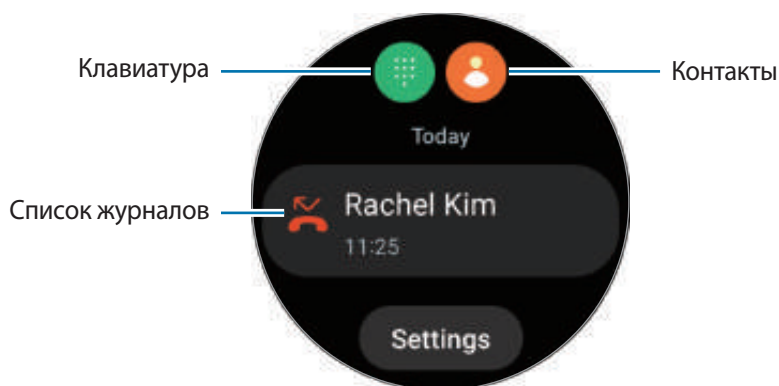 Клавиатура
Контакты
Today
Список журналов
Rachel Kim
11:25
Settings